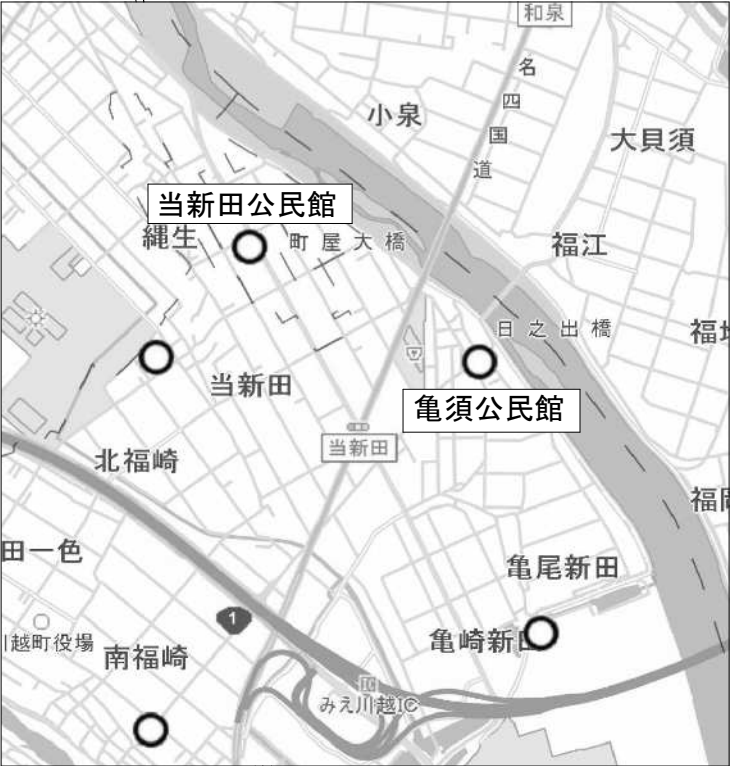 和泉
名四国道
小泉
大貝須
当新田公民館
縄生
町屋大橋
福江
日之出橋
当新田
亀須公民館
当新田
北福崎
田一色
亀尾新田
1
川越町役場
南福崎
亀崎新田
IC
みえ川越IC